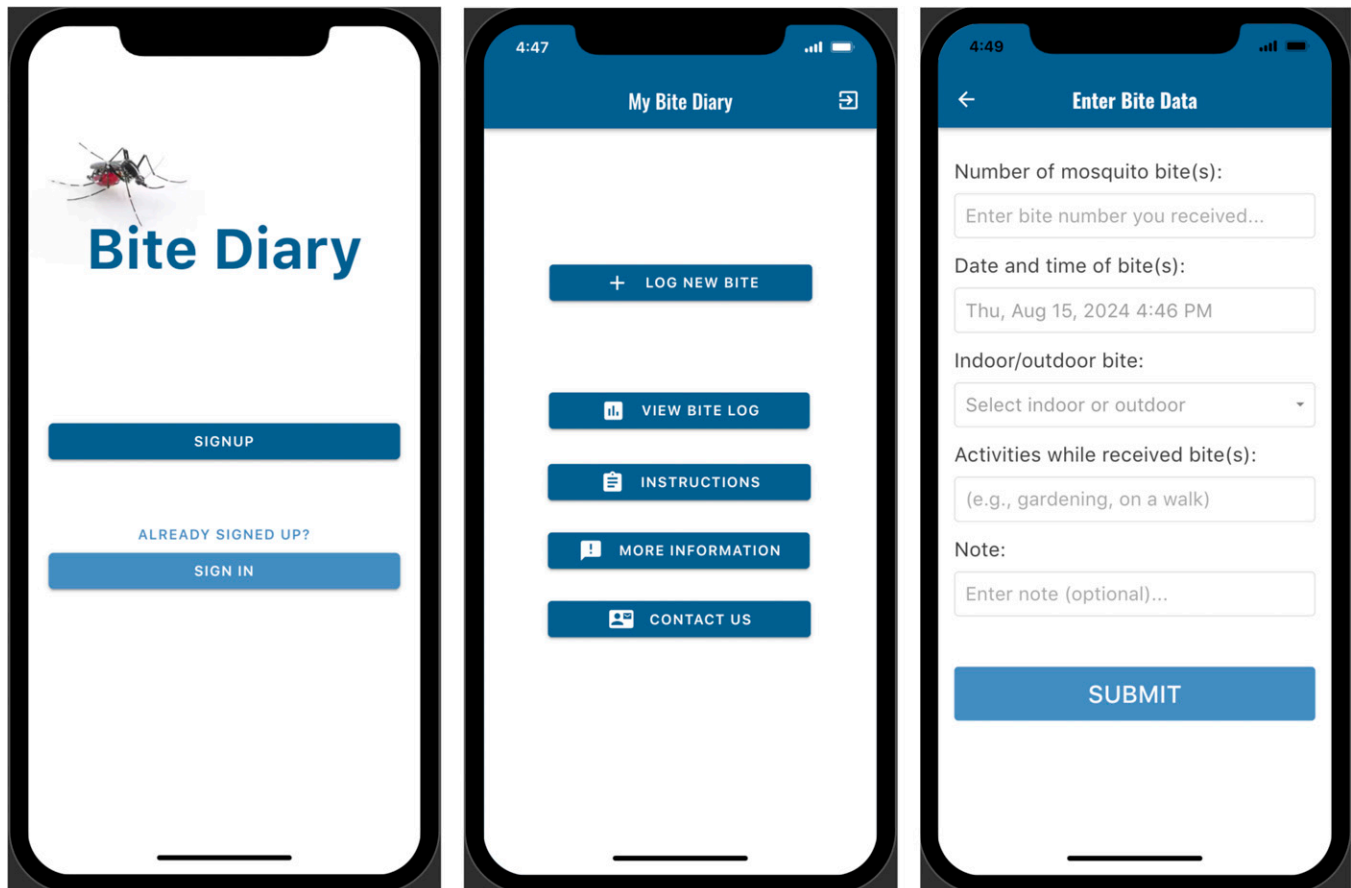 Bite Diary
SIGNUP
ALREADY SIGNED UP?
SIGN IN
4:47
My Bite Diary
+ LOG NEW BITE
VIEW BITE LOG
INSTRUCTIONS
MORE INFORMATION
CONTACT US
4:49
Enter Bite Data
Number of mosquito bite(s):
Enter bite number you received...
Date and time of bite(s):
Thu, Aug 15, 2024 4:46 PM
Indoor/outdoor bite:
Select indoor or outdoor
Activities while received bite(s):
(e.g., gardening, on a walk)
Note:
Enter note (optional)...
SUBMIT